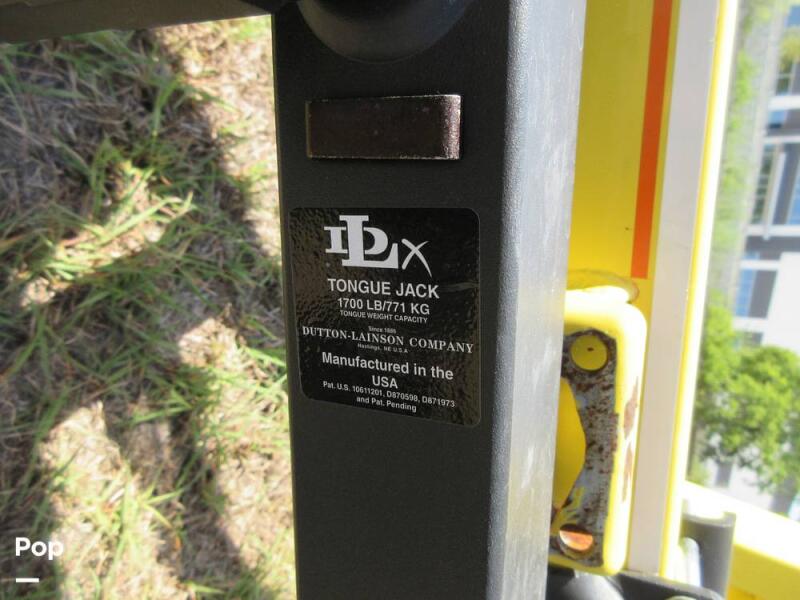 DLX
TONGUE JACK
1700 LB/771 KG
TONGUE WEIGHT CAPACITY
Since 1886
DUTTON-LAINSON COMPANY
Hastings, NE U.S.A
Manufactured in the
USA
Pat. U.S. 10611201, D870598, D871973
and Pat. Pending
Pop